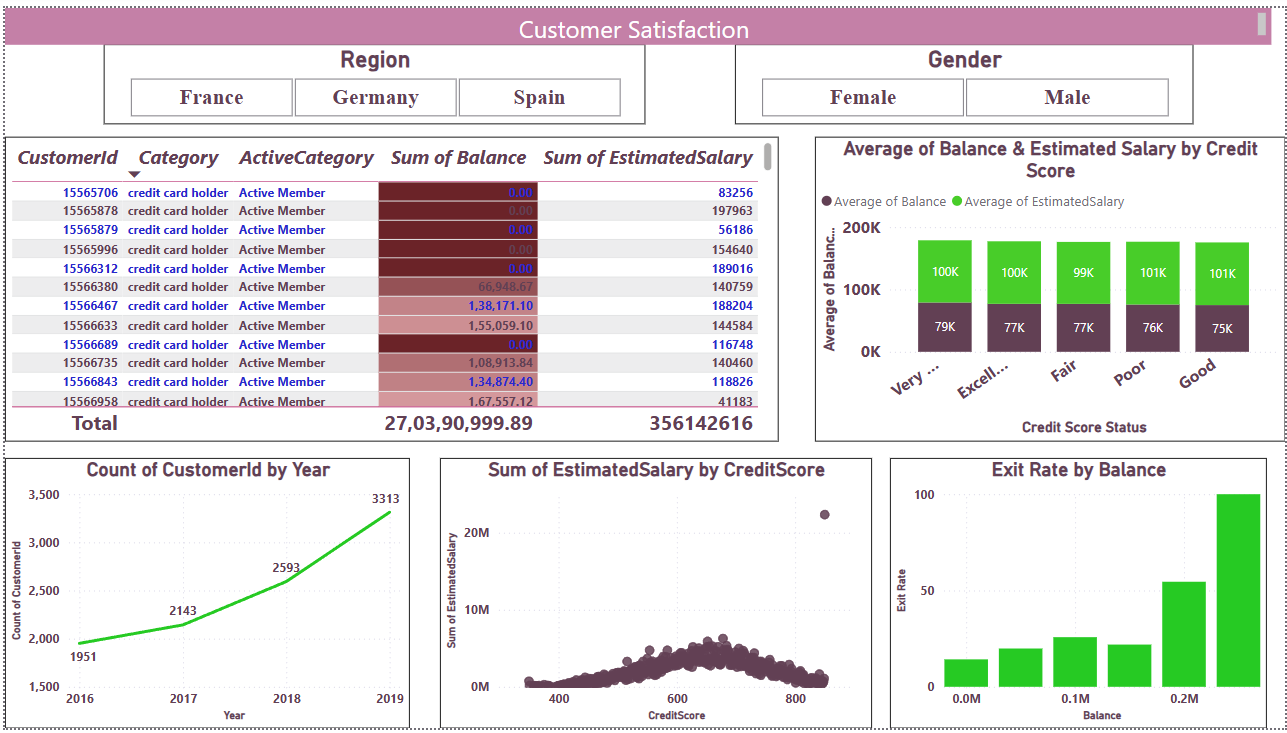 Customer Satisfaction
Region
France Germany Spain
Gender
Female Male
CustomerId Category ActiveCategory Sum of Balance Sum of EstimatedSalary
15565706 credit card holder Active Member 0.00 83256
15565878 credit card holder Active Member 0.00 197963
15565879 credit card holder Active Member 0.00 56186
15565996 credit card holder Active Member 0.00 154640
15566312 credit card holder Active Member 0.00 189016
15566380 credit card holder Active Member 66,948.67 140759
15566467 credit card holder Active Member 1,38,171.10 188204
15566633 credit card holder Active Member 1,55,059.10 144584
15566689 credit card holder Active Member 0.00 116748
15566735 credit card holder Active Member 1,08,913.84 140460
15566843 credit card holder Active Member 1,34,874.40 118826
15566958 credit card holder Active Member 1,67,557.12 41183
Total 27,03,90,999.89 356142616
Average of Balance & Estimated Salary by Credit
Score
Average of Balance Average of EstimatedSalary
Average of Balanc...
200K
100K
0K
100K 100K 99K 101K 101K
79K 77K 77K 76K 75K
Very ... Excell... Fair Poor Good
Credit Score Status
Count of CustomerId by Year
Count of CustomerId
3,500
3,000
2,500
2,000
1,500
1951
2143
2593
3313
2016 2017 2018 2019
Year
Sum of EstimatedSalary by CreditScore
Sum of EstimatedSalary
20M
10M
0M
400 600 800
CreditScore
Exit Rate by Balance
Exit Rate
100
50
0
0.0M 0.1M 0.2M
Balance